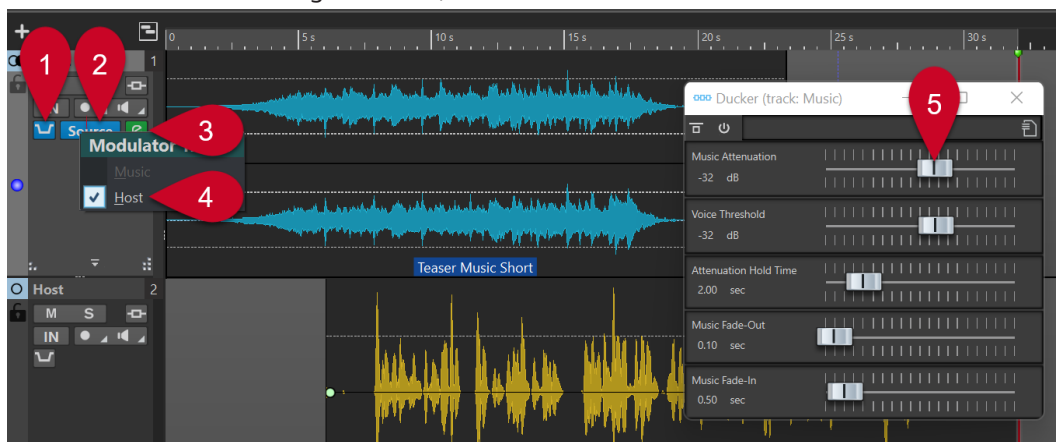 0
5 s
10 s
15 s
20 s
25 s
30 s
1
2
1
3
4
5
Source
e
Modulator
Music
Host
Teaser Music Short
Host
2
M
S
IN
Ducker (track: Music)
Music Attenuation
-32 dB
Voice Threshold
-32 dB
Attenuation Hold Time
2.00 sec
Music Fade-Out
0.10 sec
Music Fade-In
0.50 sec